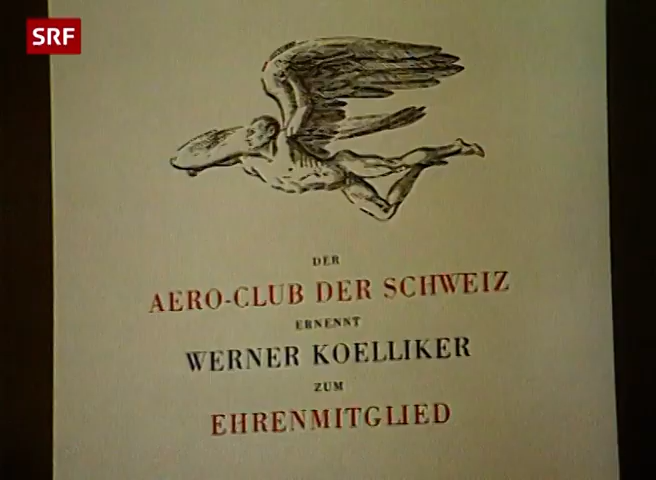 SRF
DER
AERO-CLUB DER SCHWEIZ
ERNENNT
WERNER KOELLIKER
ZUM
EHRENMITGLIED